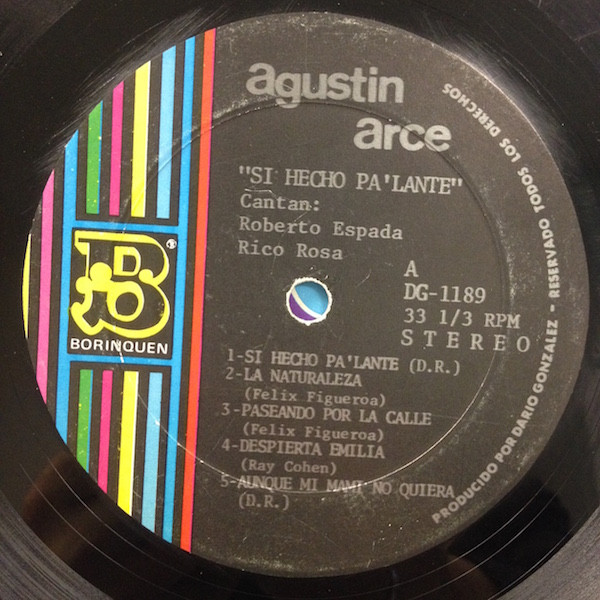 agustin
arce
"SI HECHO PA'LANTE"
Cantan:
Roberto Espada
Rico Rosa
A
DG-1189
33 1/3 RPM
STEREO
B®
BORINQUEN
1-SI HECHO PA'LANTE (D.R.)
2-LA NATURALEZA
(Felix Figueroa)
3-PASEANDO POR LA CALLE
(Felix Figueroa)
4-DESPIERTA EMILIA
(Ray Cohen)
5-AUNQUE MI MAMI NO QUIERA
(D.R.)
PRODUCIDO POR DARIO GONZALEZ - RESERVADO TODOS LOS DERECHOS